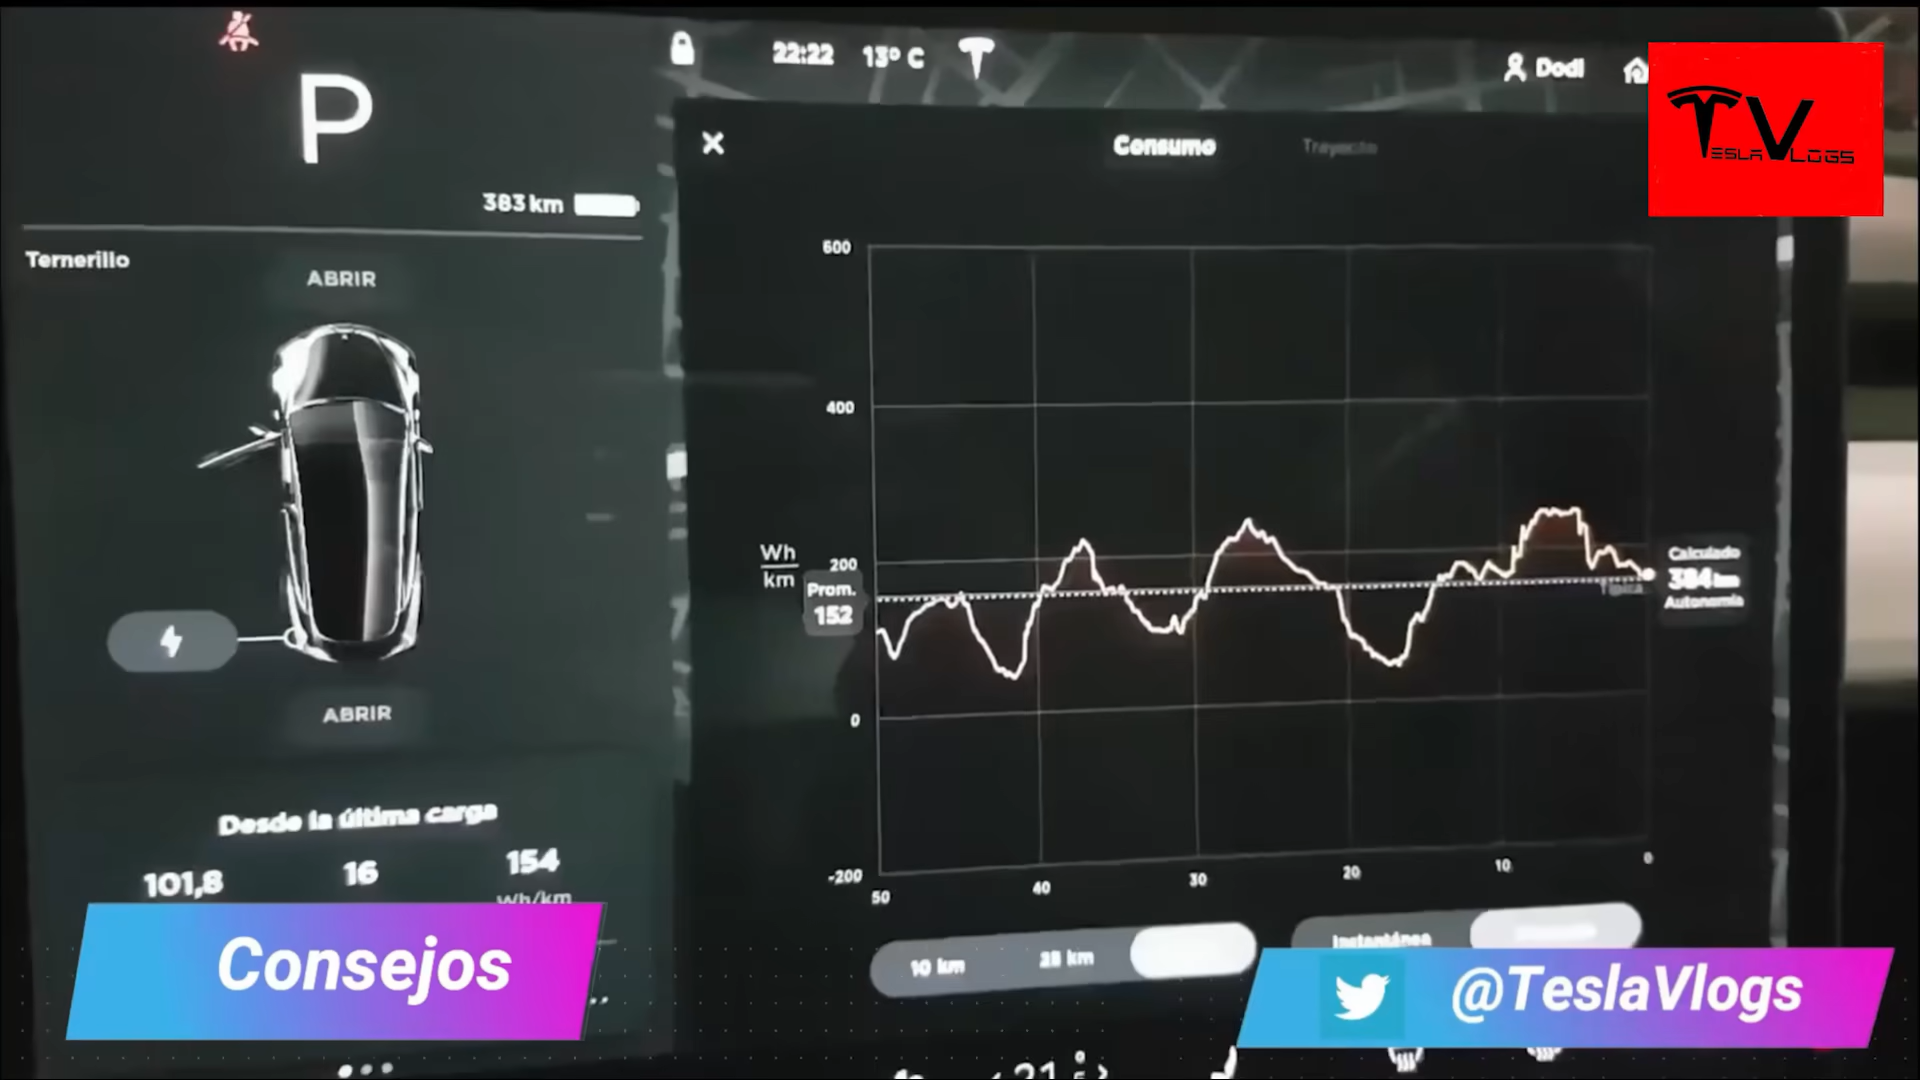 P
22:22 13° C
Dodi
TV
TESLA VLOGS
Consumo Trayecto
383 km
Ternerillo
ABRIR
600
400
Wh
km
200
Prom.
152
Calculado
384 km
Autonomía
Típica
0
-200
50 40 30 20 10 0
ABRIR
Desde la última carga
101,8 16 154
Wh/km
10 km 25 km
Instantánea
Consejos
@TeslaVlogs